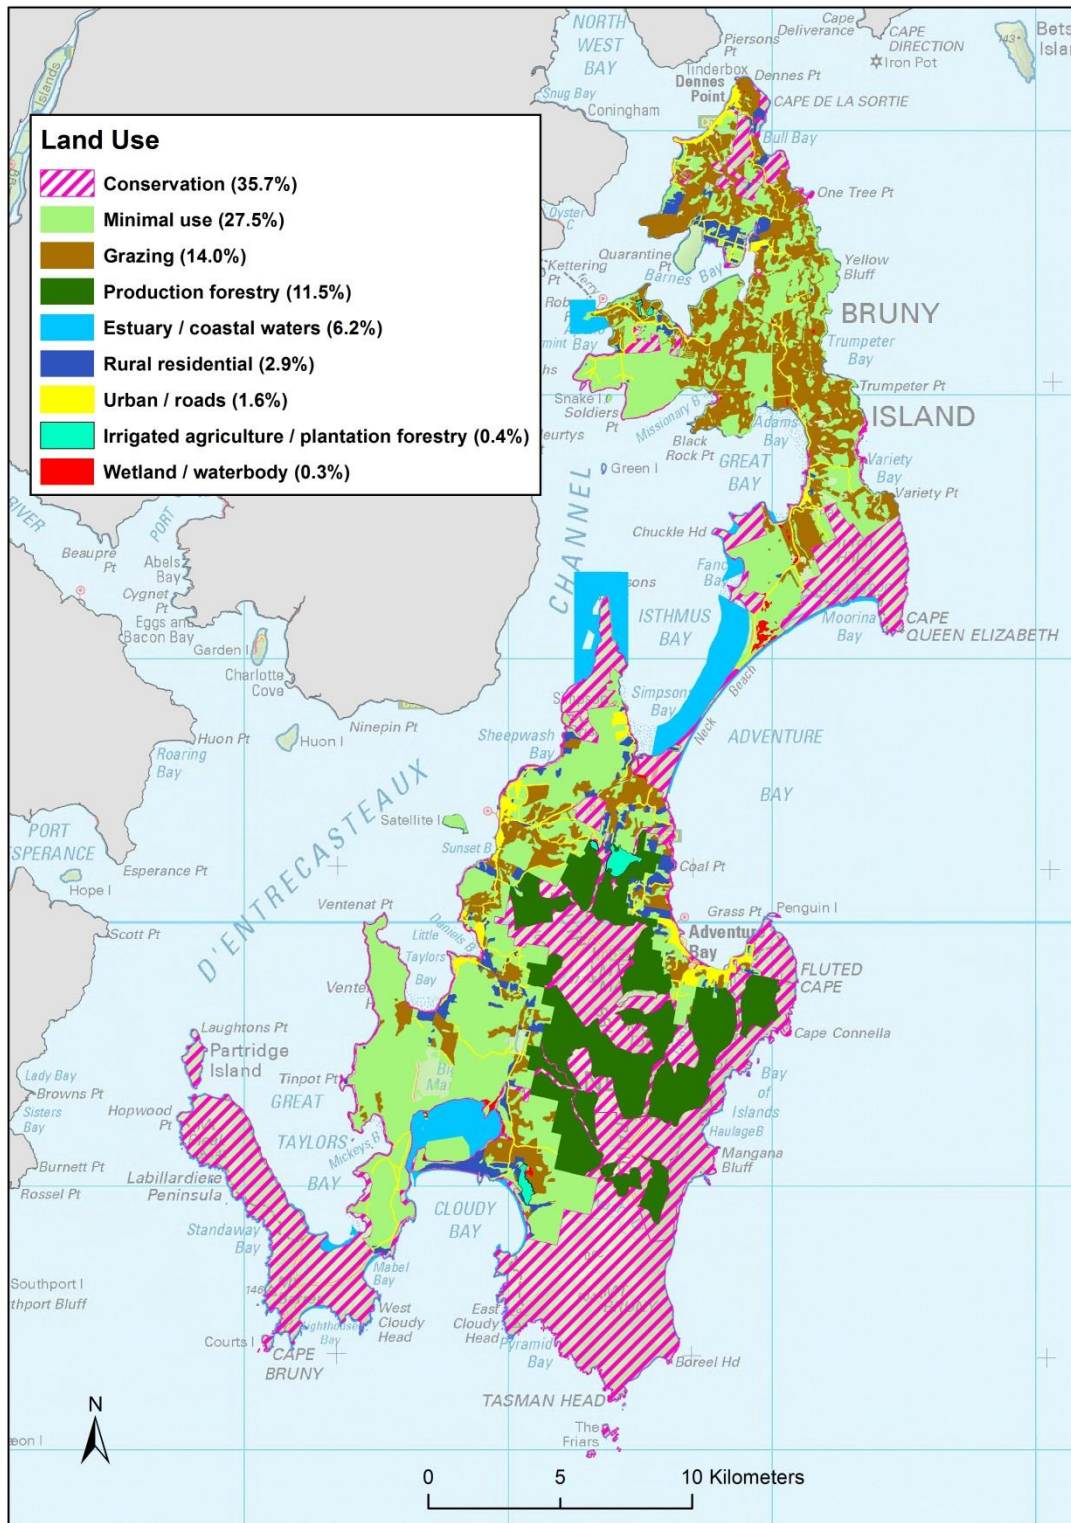 Land Use
Conservation (35.7%)
Minimal use (27.5%)
Grazing (14.0%)
Production forestry (11.5%)
Estuary / coastal waters (6.2%)
Rural residential (2.9%)
Urban / roads (1.6%)
Irrigated agriculture / plantation forestry (0.4%)
Wetland / waterbody (0.3%)
NORTH
WEST
BAY
Piersons
Pt
Cape
Deliverance
CAPE
DIRECTION
Iron Pot
143
Islands
Tinderbox
Dennes
Point
Dennes Pt
CAPE DE LA SORTIE
Snug Bay
Coningham
Bull Bay
One Tree Pt
Oyster
C
Quarantine
Pt
Barnes Bay
Kettering
Pt
ferry
Yellow
Bluff
BRUNY
ISLAND
Trumpeter
Bay
Trumpeter Pt
Snake I
Soldiers
Pt
Missionary B
Black
Rock Pt
Adams
Bay
GREAT
BAY
Green I
Variety
Bay
Variety Pt
RIVER
PORT
Beaupre
Pt
Abels
Bay
Cygnet
Pt
Eggs and
Bacon Bay
Garden I
Charlotte
Cove
CHANNEL
Chuckle Hd
ISTHMUS
BAY
Moorina
Bay
CAPE
QUEEN ELIZABETH
Simpsons
Bay
Neck
Beach
ADVENTURE
BAY
Huon Pt
Roaring
Bay
Huon I
Ninepin Pt
Sheepwash
Bay
D'ENTRECASTEAUX
PORT
Satellite I
Sunset B
Esperance Pt
Hope I
Coal Pt
Scott Pt
Ventenat Pt
Little
Taylors
Bay
Daniels B
Grass Pt
Penguin I
Adventure
Bay
FLUTED
CAPE
Cape Connella
Laughtons Pt
Partridge
Island
Lady Bay
Browns Pt
Sisters
Bay
Hopwood
Pt
Tinpot Pt
GREAT
TAYLORS'
BAY
Mickeys B
Bay
of
Islands
Haulage B
Mangana
Bluff
Burnett Pt
Rossel Pt
Labillardiere
Peninsula
Standaway
Bay
CLOUDY
BAY
Mabel
Bay
West
Cloudy
Head
East
Cloudy
Head
Pyramid
Bay
Southport I
Courts I
CAPE
BRUNY
Boreel Hd
TASMAN HEAD
The
Friars
N
0 5 10 Kilometers